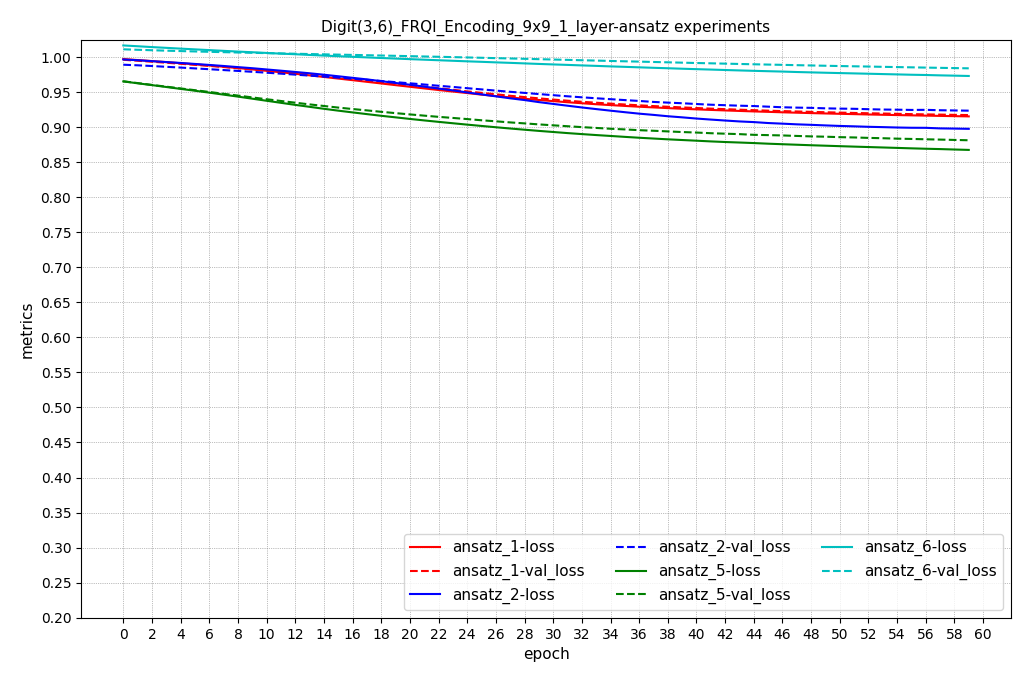 Digit(3,6)_FRQI_Encoding_9x9_1_layer-ansatz experiments
metrics
1.00
0.95
0.90
0.85
0.80
0.75
0.70
0.65
0.60
0.55
0.50
0.45
0.40
0.35
0.30
0.25
0.20
ansatz_1-loss
ansatz_1-val_loss
ansatz_2-loss
ansatz_2-val_loss
ansatz_5-loss
ansatz_5-val_loss
ansatz_6-loss
ansatz_6-val_loss
0 2 4 6 8 10 12 14 16 18 20 22 24 26 28 30 32 34 36 38 40 42 44 46 48 50 52 54 56 58 60
epoch